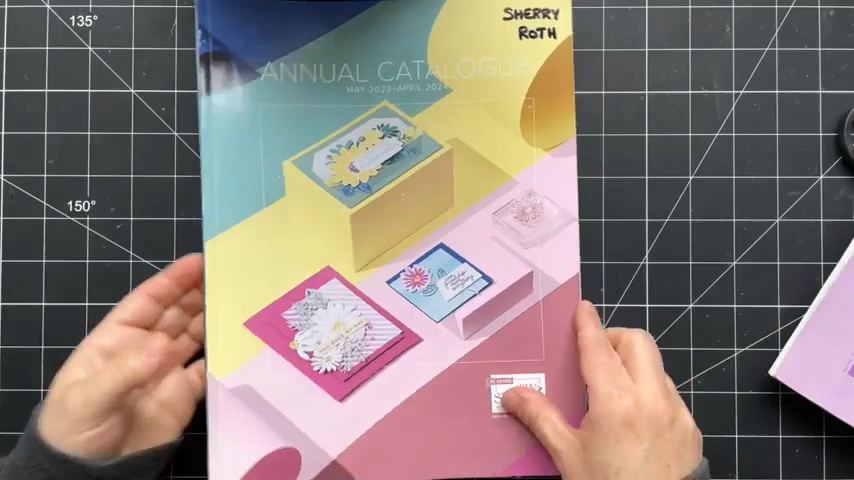 135°
SHERRY
ROTH
ANNUAL CATALOGUE
MAY 2023–APRIL 2024
150°